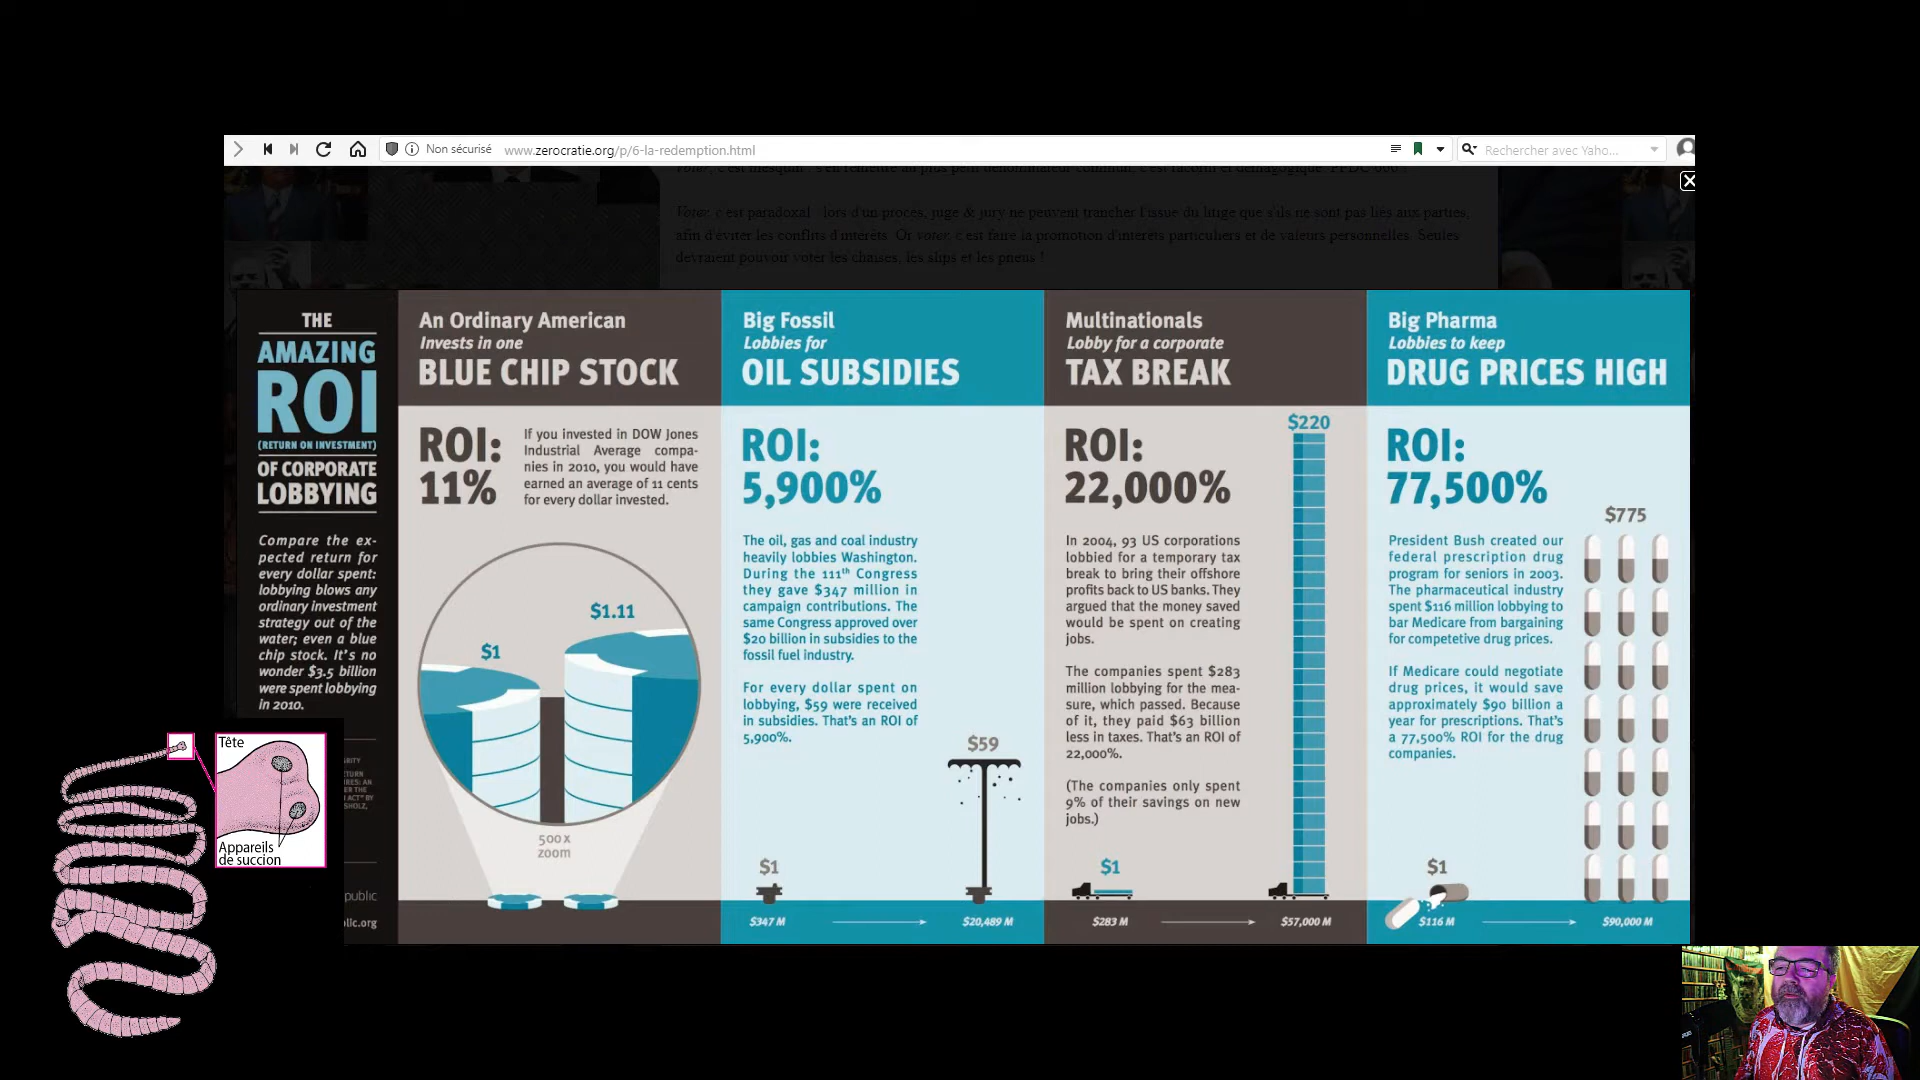 Non sécurisé
www.zerocratie.org/p/6-la-redemption.html
Rechercher avec Yaho...
Voter, c'est paradoxal : lors d'un procès, juge & jury ne peuvent trancher l'issue du litige que s'ils ne sont pas liés aux parties,
afin d'éviter les conflits d'intérêts. Or voter, c'est faire la promotion d'intérêts particuliers et de valeurs personnelles. Seules
devraient pouvoir voter les chaises, les slips et les pneus !
THE
AMAZING
ROI
(RETURN ON INVESTMENT)
OF CORPORATE
LOBBYING
Compare the ex-
pected return for
every dollar spent:
lobbying blows any
ordinary investment
strategy out of the
water; even a blue
chip stock. It's no
wonder $3.5 billion
were spent lobbying
in 2010.
An Ordinary American
Invests in one
BLUE CHIP STOCK
ROI:
11%
If you invested in DOW Jones
Industrial Average compa-
nies in 2010, you would have
earned an average of 11 cents
for every dollar invested.
$1
$1.11
500 x
zoom
Big Fossil
Lobbies for
OIL SUBSIDIES
ROI:
5,900%
The oil, gas and coal industry
heavily lobbies Washington.
During the 111th Congress
they gave $347 million in
campaign contributions. The
same Congress approved over
$20 billion in subsidies to the
fossil fuel industry.
For every dollar spent on
lobbying, $59 were received
in subsidies. That's an ROI of
5,900%.
$59
$1
$347 M
$20,489 M
Multinationals
Lobby for a corporate
TAX BREAK
ROI:
22,000%
$220
In 2004, 93 US corporations
lobbied for a temporary tax
break to bring their offshore
profits back to US banks. They
argued that the money saved
would be spent on creating
jobs.
The companies spent $283
million lobbying for the mea-
sure, which passed. Because
of it, they paid $63 billion
less in taxes. That's an ROI of
22,000%.
(The companies only spent
9% of their savings on new
jobs.)
$1
$283 M
$57,000 M
Big Pharma
Lobbies to keep
DRUG PRICES HIGH
ROI:
77,500%
$775
President Bush created our
federal prescription drug
program for seniors in 2003.
The pharmaceutical industry
spent $116 million lobbying to
bar Medicare from bargaining
for competetive drug prices.
If Medicare could negotiate
drug prices, it would save
approximately $90 billion a
year for prescriptions. That's
a 77,500% ROI for the drug
companies.
$1
$116 M
$90,000 M
Tête
Appareils
de succion
public
lic.org